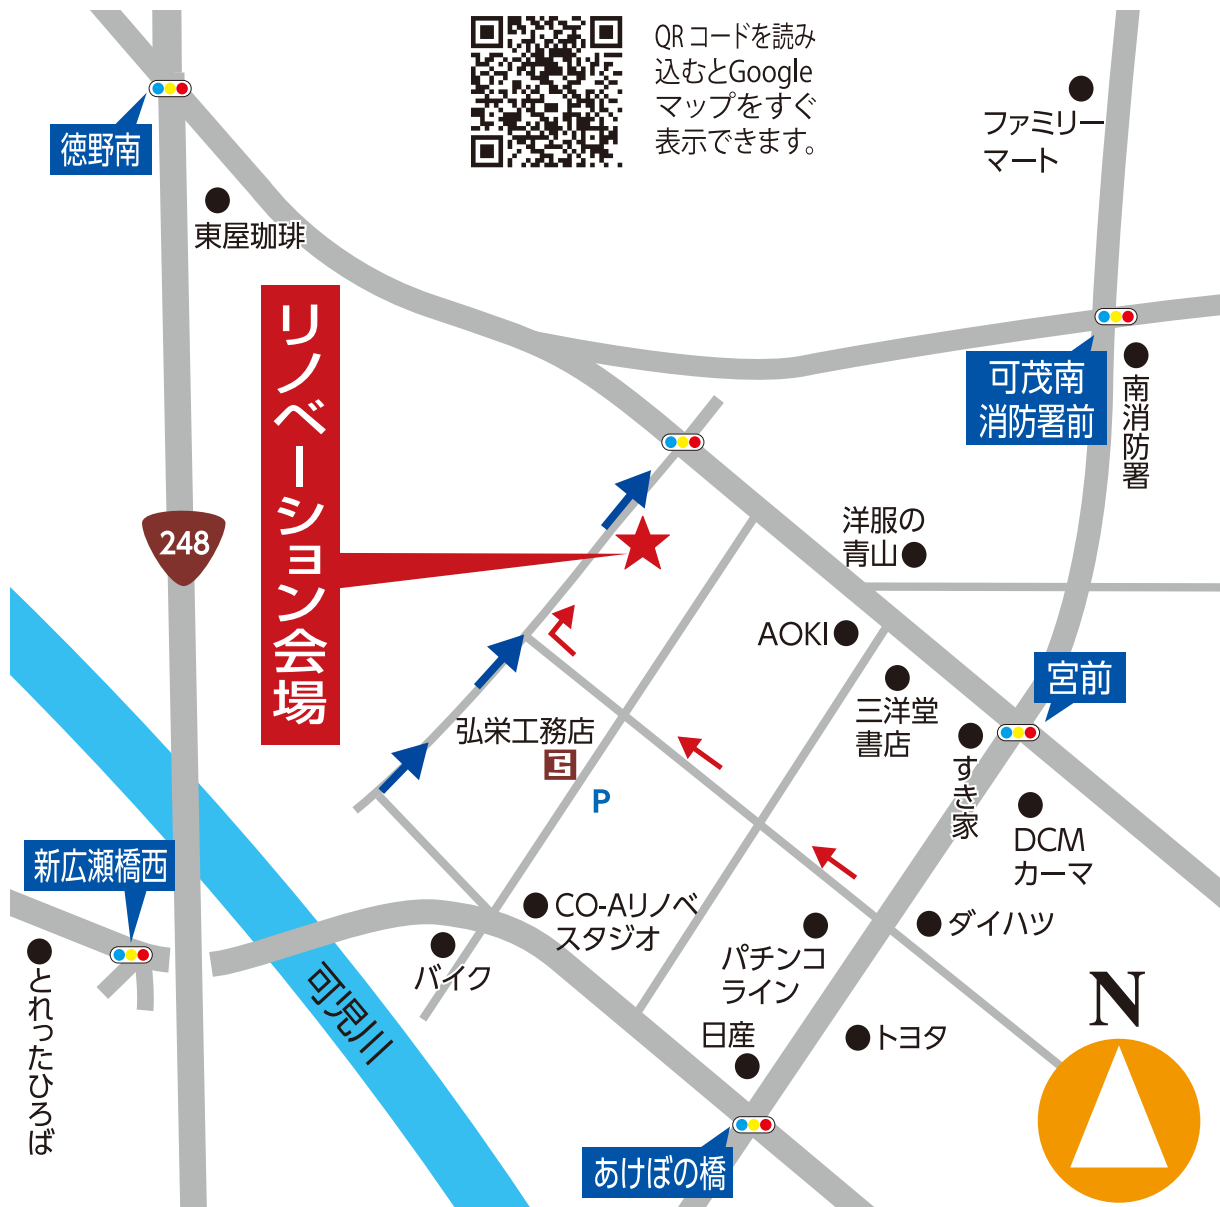 QRコードを読み
込むとGoogle
マップをすぐ
表示できます。
ファミリー
マート
徳野南
東屋珈琲
リノベーション会場
可茂南
消防署前
南消防署
248
洋服の
青山
AOKI
宮前
三洋堂
書店
すき家
弘栄工務店
P
DCM
カーマ
新広瀬橋西
CO-Aリノベ
スタジオ
バイク
ダイハツ
パチンコ
ライン
とれったひろば
可児川
日産
トヨタ
N
あけぼの橋